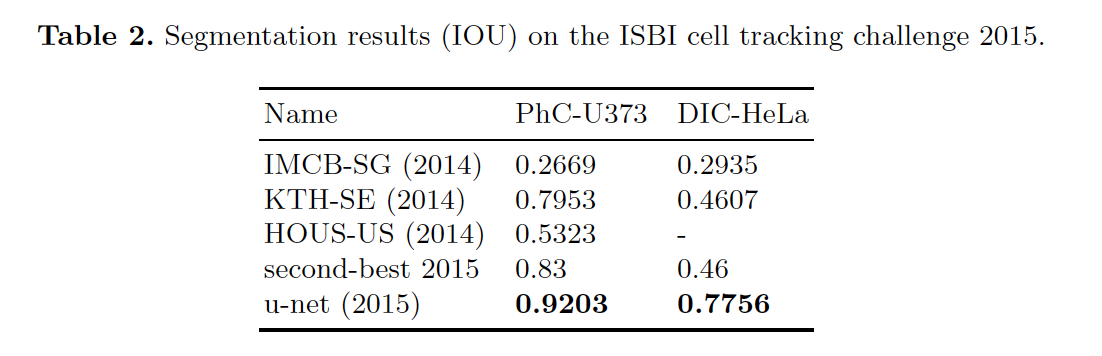 Table 2. Segmentation results (IOU) on the ISBI cell tracking challenge 2015.
Name PhC-U373 DIC-HeLa
IMCB-SG (2014) 0.2669 0.2935
KTH-SE (2014) 0.7953 0.4607
HOUS-US (2014) 0.5323 -
second-best 2015 0.83 0.46
u-net (2015) 0.9203 0.7756